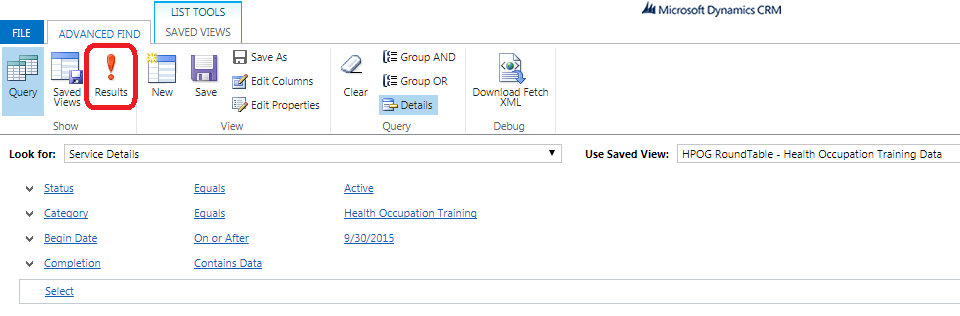 LIST TOOLS
Microsoft Dynamics CRM
FILE ADVANCED FIND SAVED VIEWS
Query Saved Views Results New Save Save As Edit Columns Edit Properties Clear Group AND Group OR Details Download Fetch XML
Show View Query Debug
Look for: Service Details Use Saved View: HPOG RoundTable - Health Occupation Training Data
Status Equals Active
Category Equals Health Occupation Training
Begin Date On or After 9/30/2015
Completion Contains Data
Select